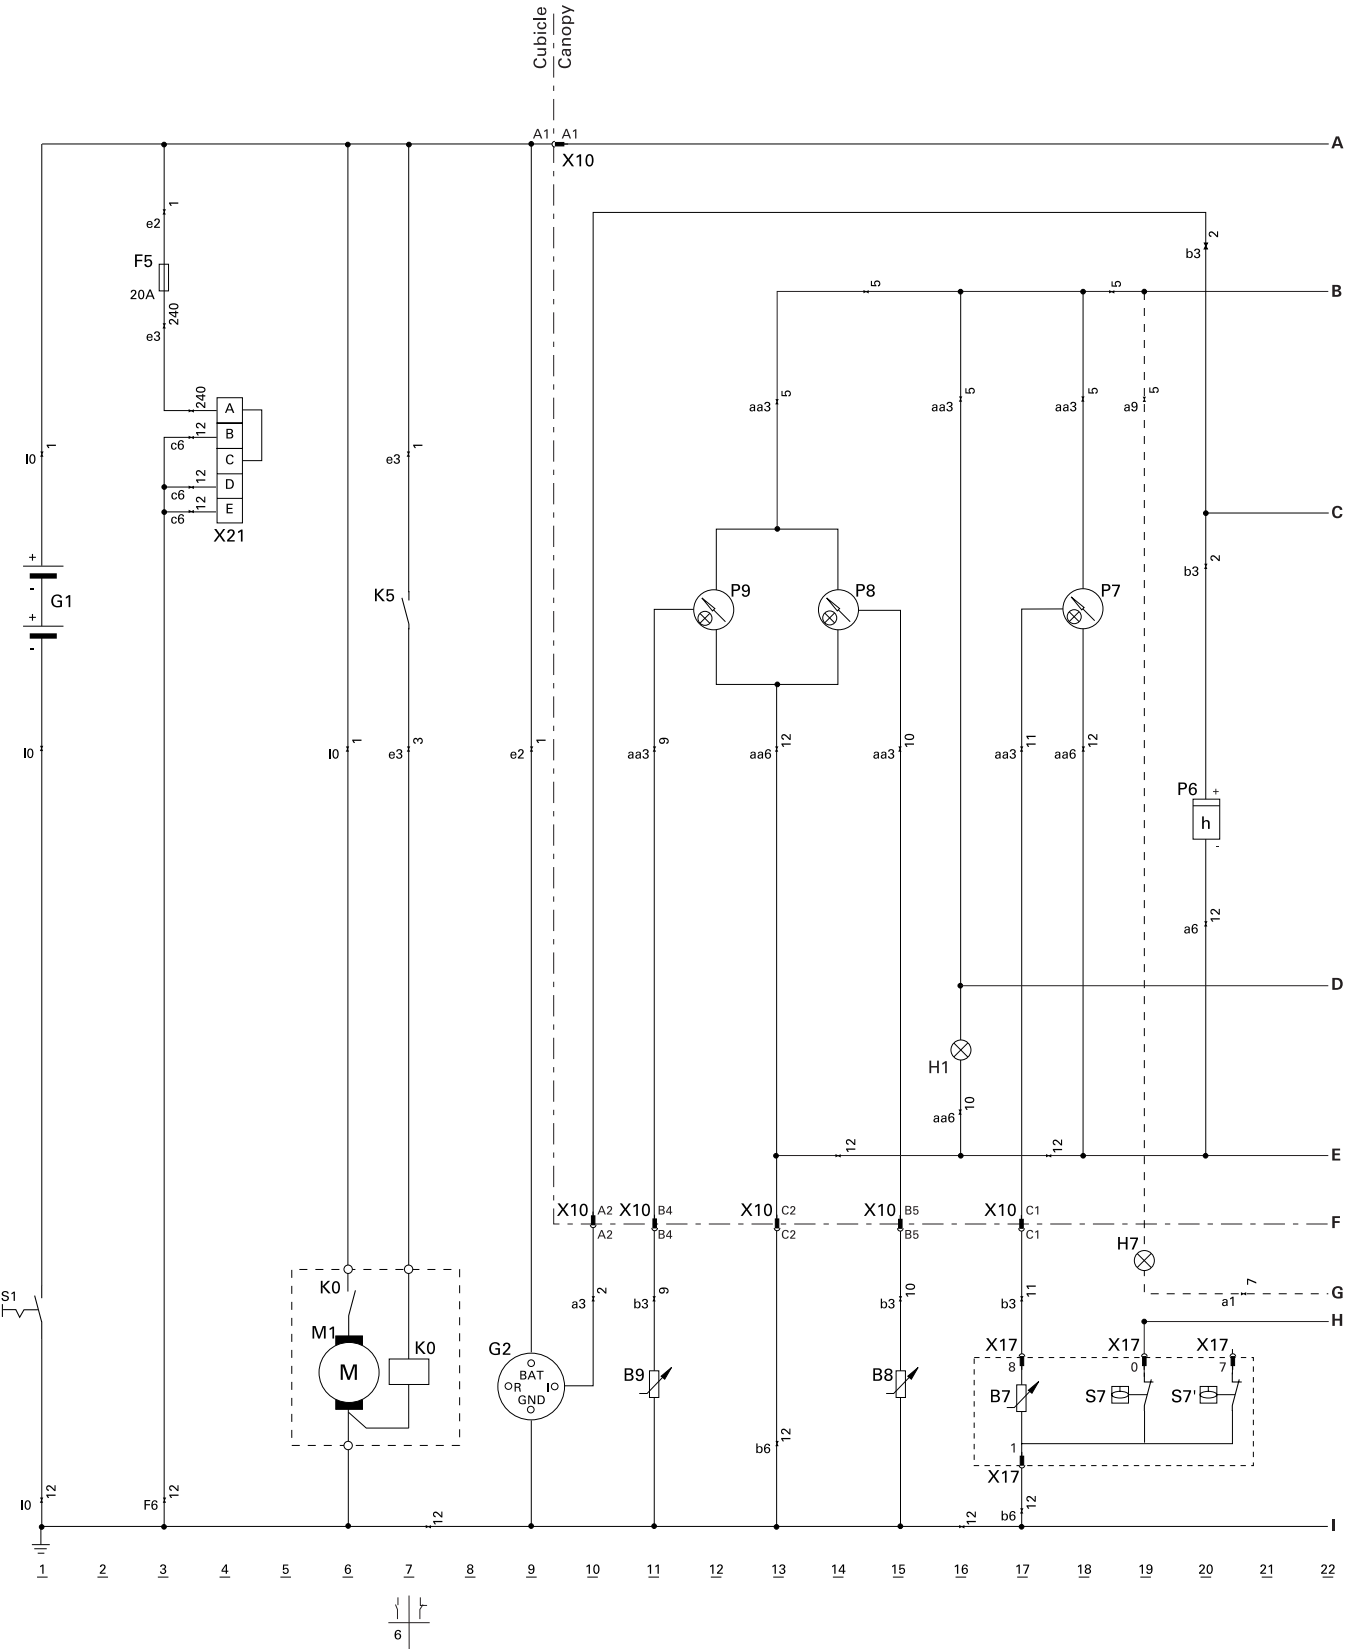 Cubicle
Canopy
A1 A1
X10
A
1
e2
F5
20A
240
e3
2
b3
5
5
B
240
A
12
B
c6
C
12
D
c6
12
E
c6
X21
1
l0
1
e3
5
aa3
5
aa3
5
aa3
5
a9
C
2
b3
+
-
G1
+
-
K5
P9
P8
P7
l0
1
l0
3
e3
1
e2
9
aa3
12
aa6
10
aa3
11
aa3
12
aa6
P6
+
h
-
12
a6
D
H1
10
aa6
12
12
E
X10 A2
A2
X10 B4
B4
X10 C2
C2
X10 B5
B5
X10 C1
C1
F
H7
S1
K0
M1
M
K0
G2
BAT
R
I
GND
2
a3
9
b3
10
b3
11
b3
7
a1
G
H
B9
B8
X17
8
X17
0
X17
7
B7
S7
S7'
1
X17
12
b6
12
b6
12
l0
12
F6
12
12
I
1 2 3 4 5 6 7 8 9 10 11 12 13 14 15 16 17 18 19 20 21 22
6